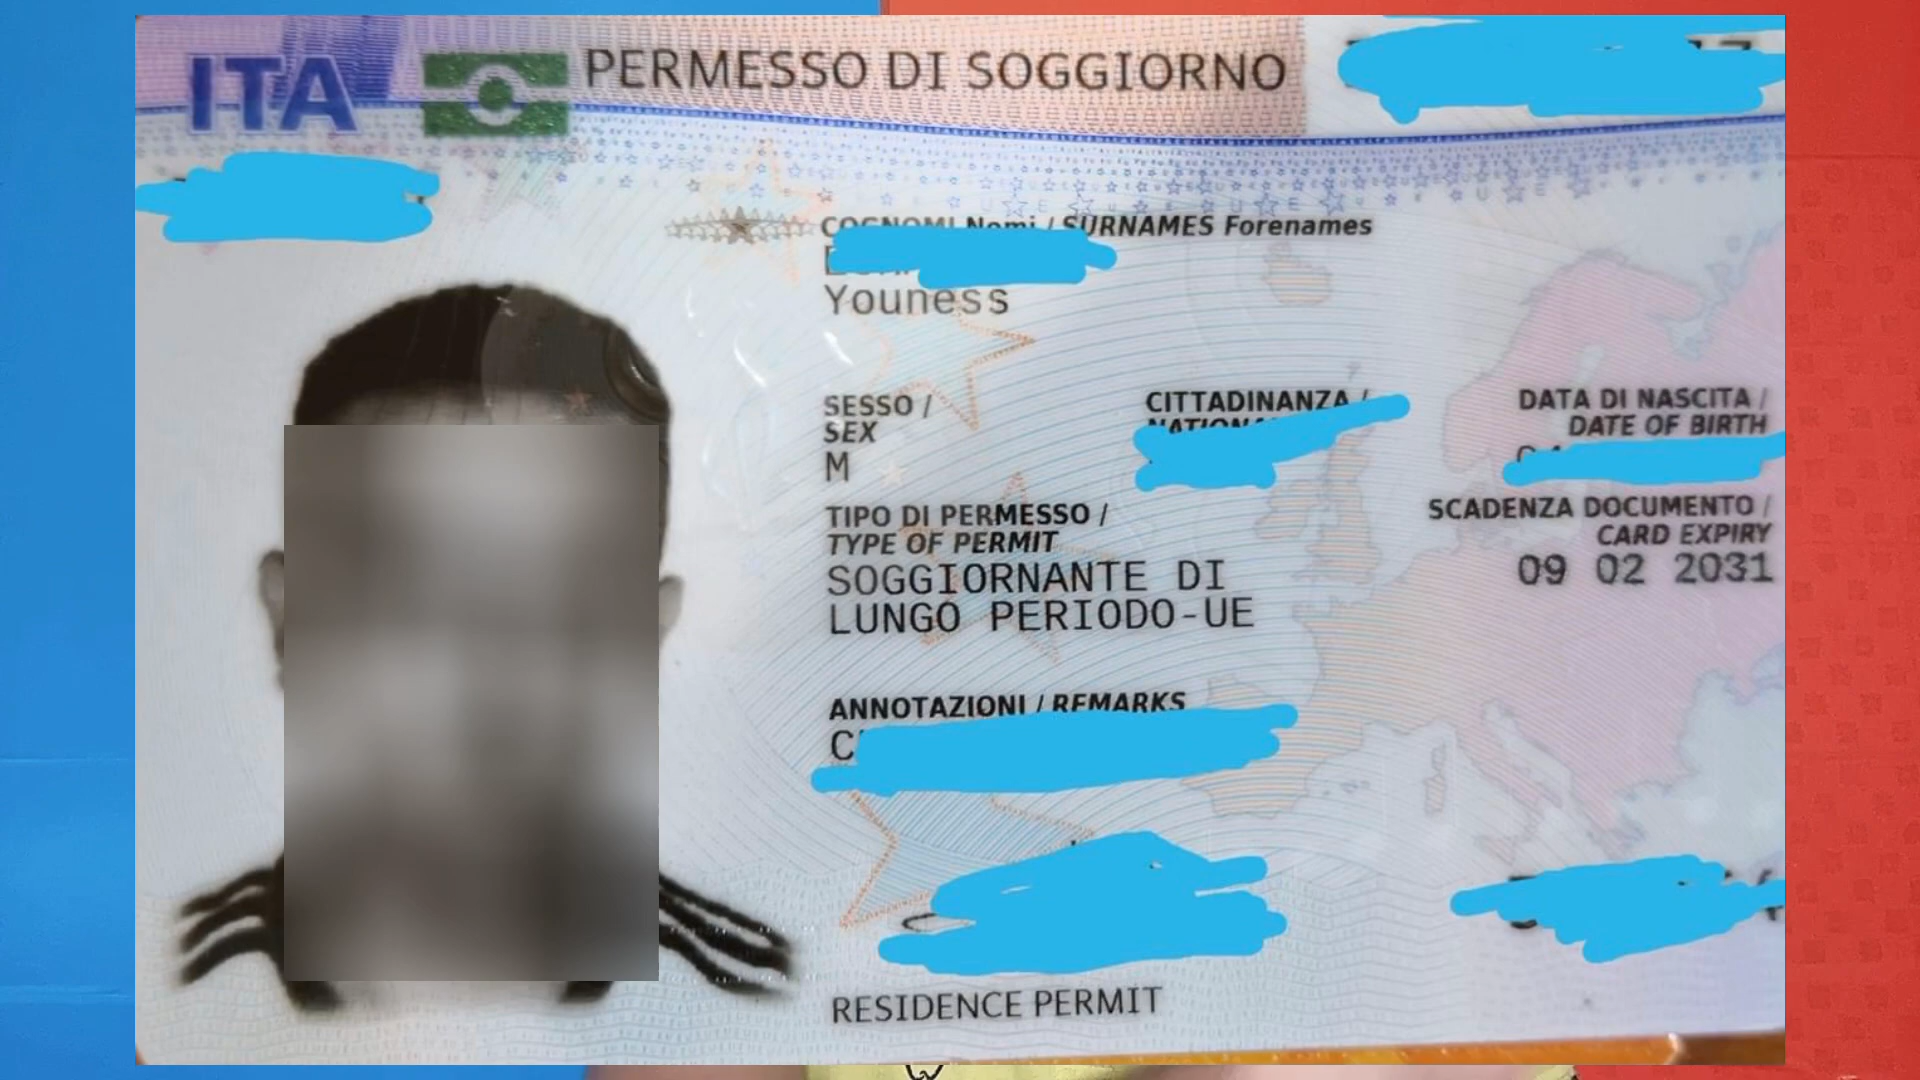 ITA
PERMESSO DI SOGGIORNO
COGNOMI Nomi / SURNAMES Forenames
Youness
SESSO /
SEX
M
CITTADINANZA /
DATA DI NASCITA /
DATE OF BIRTH
TIPO DI PERMESSO /
TYPE OF PERMIT
SOGGIORNANTE DI
LUNGO PERIODO-UE
SCADENZA DOCUMENTO /
CARD EXPIRY
09 02 2031
ANNOTAZIONI / REMARKS
RESIDENCE PERMIT